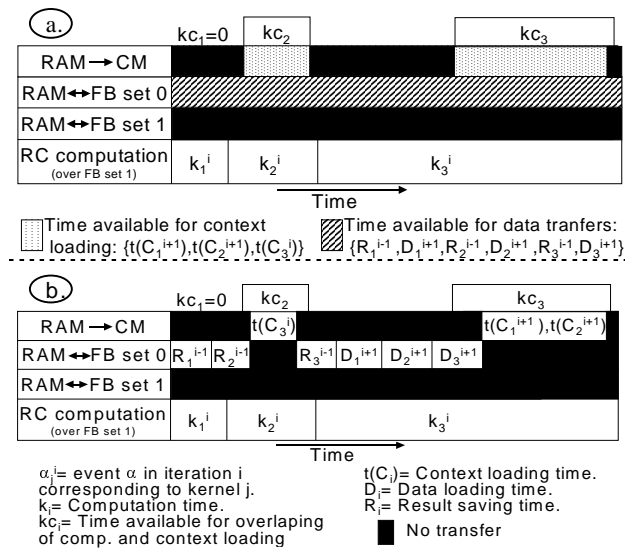 a.
kc₁=0 kc₂ kc₃
RAM→CM
RAM↔FB set 0
RAM↔FB set 1
RC computation
(over FB set 1)
k₁ⁱ k₂ⁱ k₃ⁱ
Time
Time available for context
loading: {t(C₁ⁱ⁺¹),t(C₂ⁱ⁺¹),t(C₃ⁱ)}
Time available for data tranfers:
{R₁ⁱ⁻¹,D₁ⁱ⁺¹,R₂ⁱ⁻¹,D₂ⁱ⁺¹,R₃ⁱ⁻¹,D₃ⁱ⁺¹}
b.
kc₁=0 kc₂ kc₃
RAM→CM t(C₃ⁱ) t(C₁ⁱ⁺¹),t(C₂ⁱ⁺¹)
RAM↔FB set 0 R₁ⁱ⁻¹ R₂ⁱ⁻¹ R₃ⁱ⁻¹ D₁ⁱ⁺¹ D₂ⁱ⁺¹ D₃ⁱ⁺¹
RAM↔FB set 1
RC computation
(over FB set 1)
k₁ⁱ k₂ⁱ k₃ⁱ
Time
αⱼⁱ= event α in iteration i
corresponding to kernel j.
kᵢ= Computation time.
kcᵢ= Time available for overlaping
of comp. and context loading
t(Cᵢ)= Context loading time.
Dᵢ= Data loading time.
Rᵢ= Result saving time.
No transfer